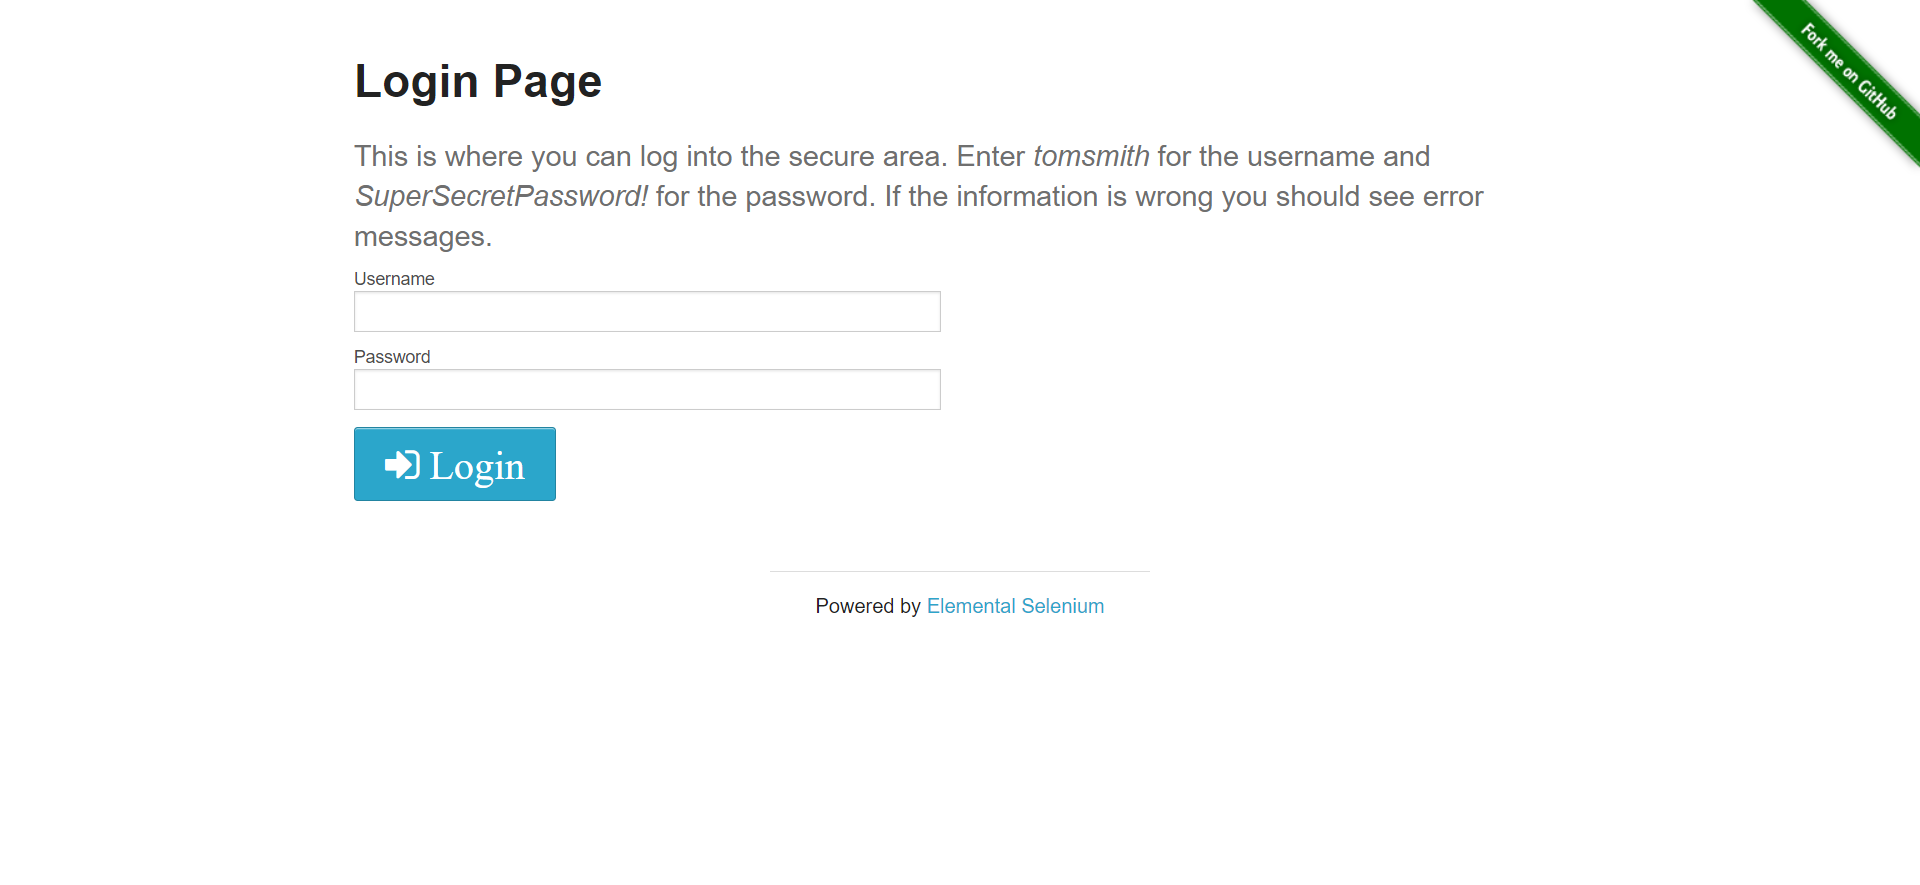 Fork me on GitHub
Login Page
This is where you can log into the secure area. Enter tomsmith for the username and
SuperSecretPassword! for the password. If the information is wrong you should see error
messages.
Username
Password
Login
Powered by Elemental Selenium